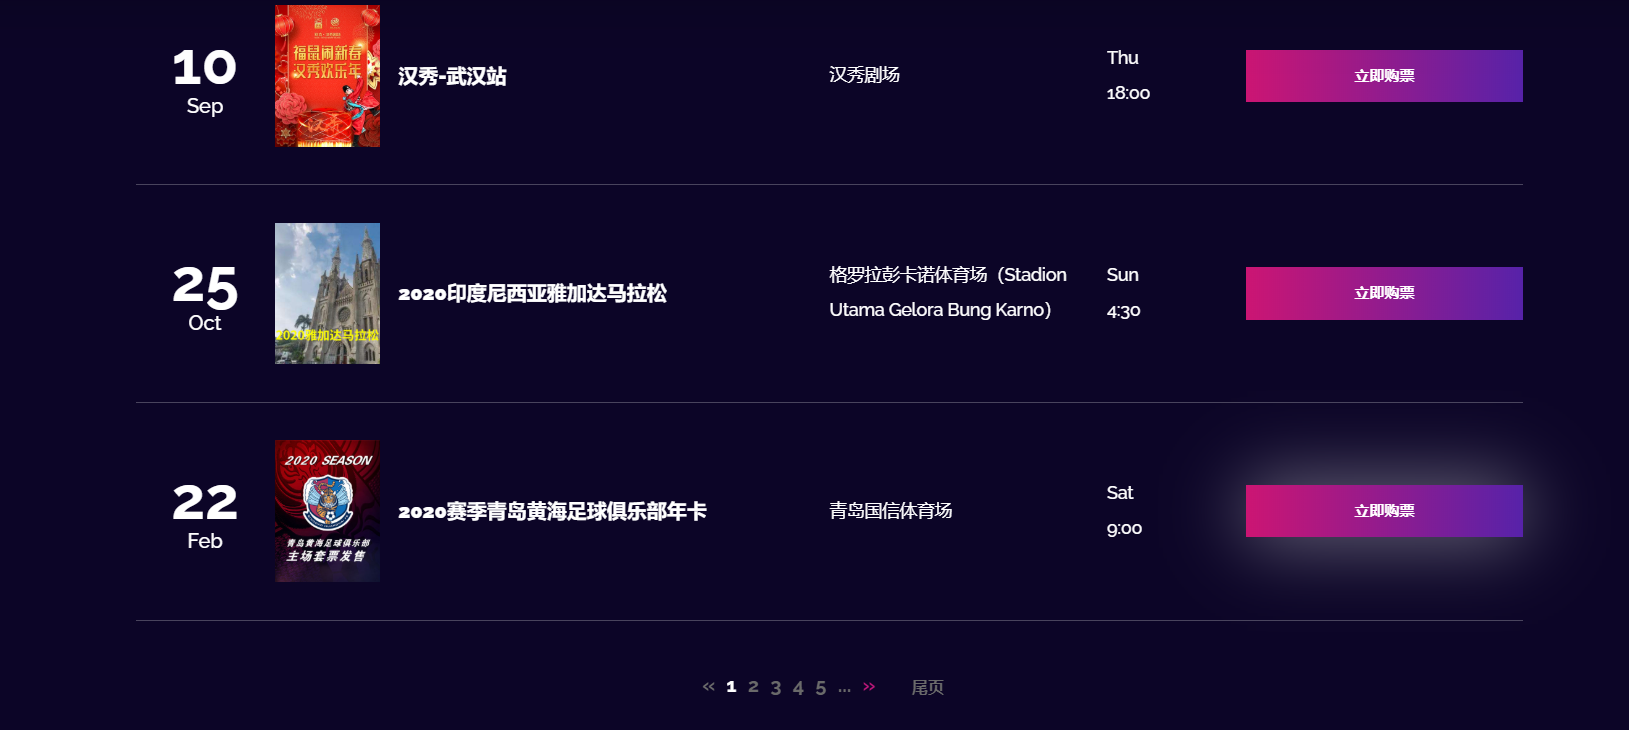 10
Sep
福鼠闹新春
汉秀欢乐年
汉秀
汉秀-武汉站
汉秀剧场
Thu
18:00
立即购票
25
Oct
2020雅加达马拉松
2020印度尼西亚雅加达马拉松
格罗拉彭卡诺体育场（Stadion
Utama Gelora Bung Karno）
Sun
4:30
立即购票
22
Feb
2020 SEASON
青岛黄海足球俱乐部
主场套票发售
2020赛季青岛黄海足球俱乐部年卡
青岛国信体育场
Sat
9:00
立即购票
« 1 2 3 4 5 ... » 尾页